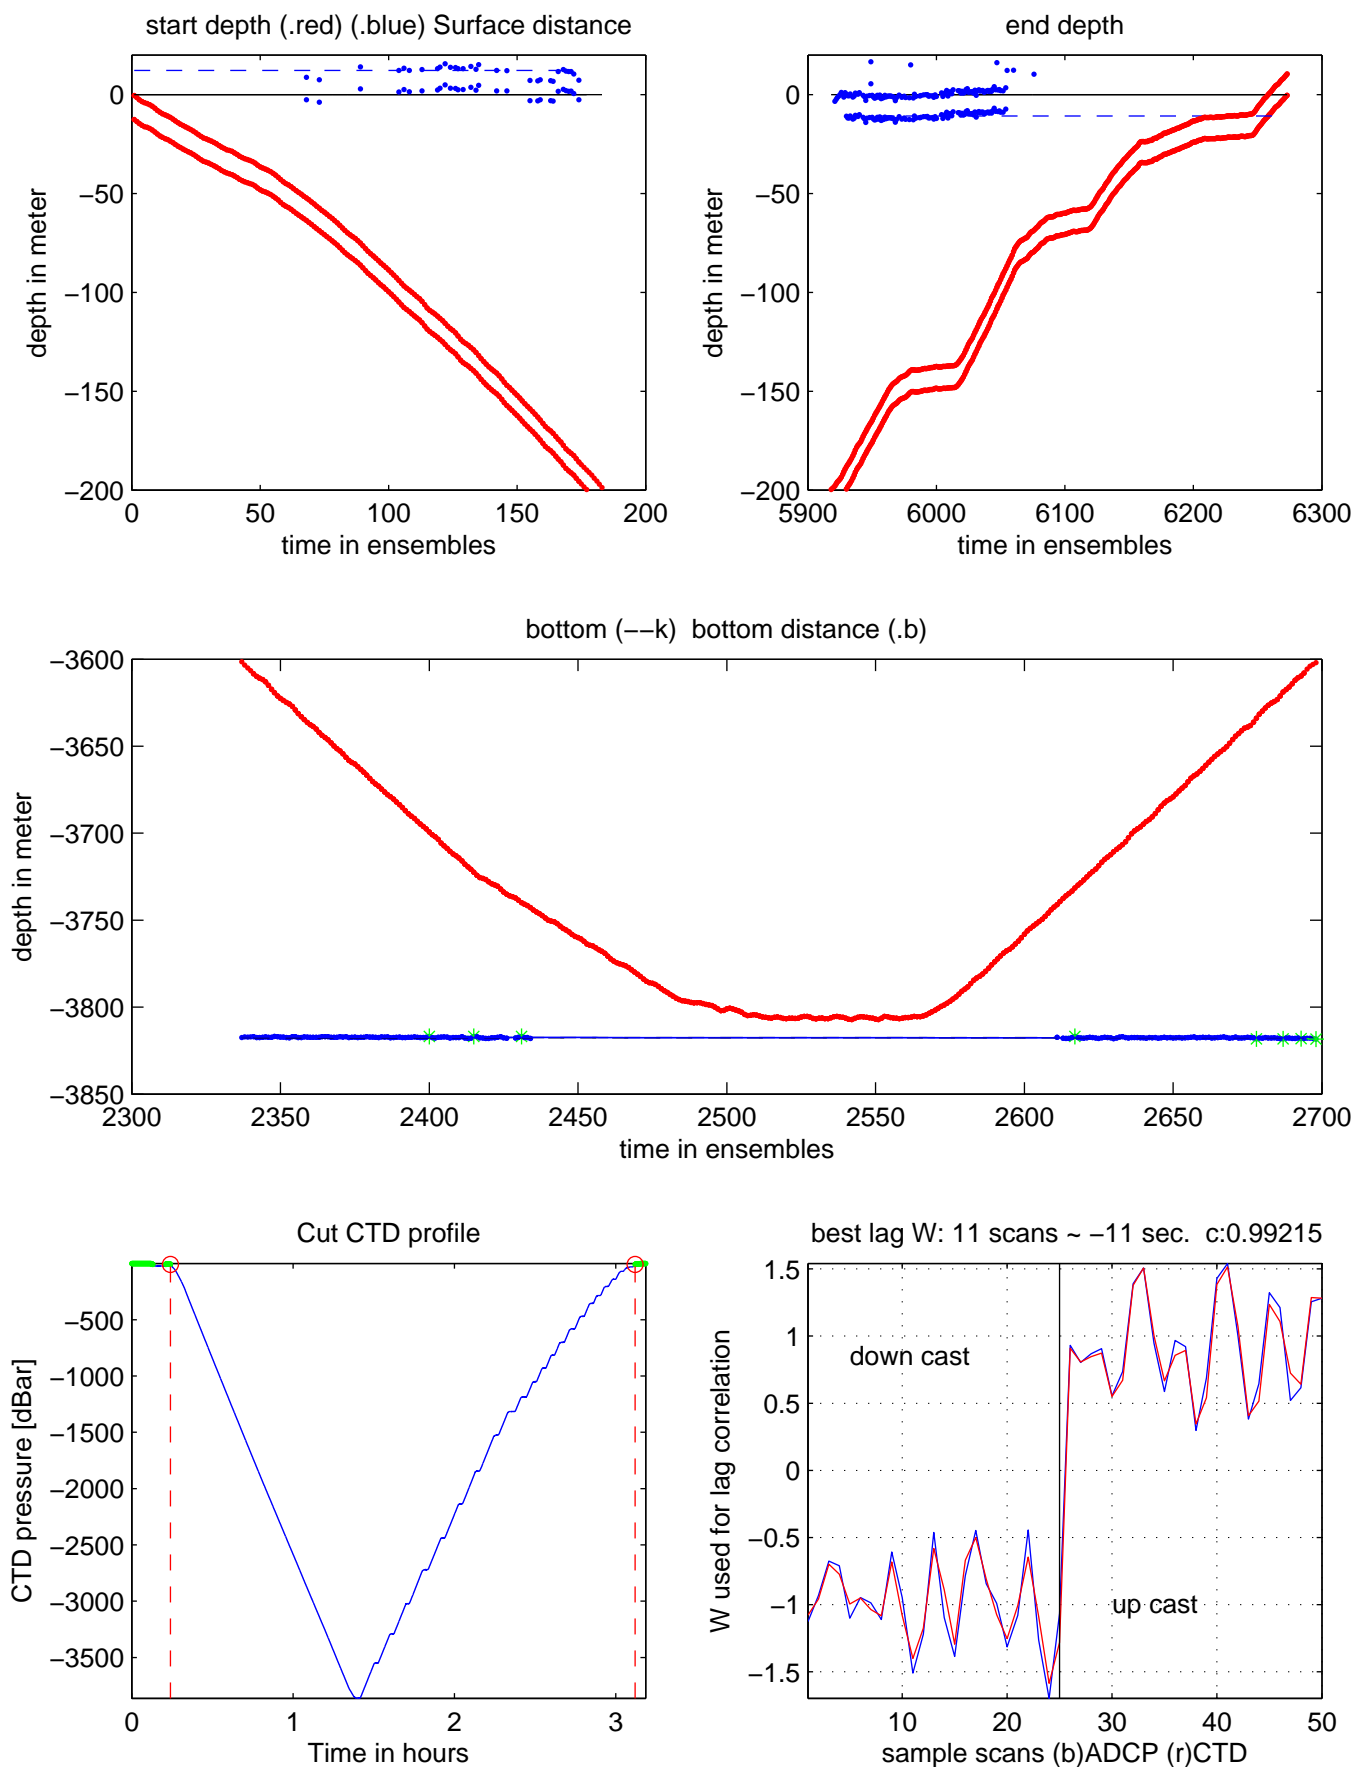 start depth (.red) (.blue) Surface distance
0
−50
−100
−150
−200
depth in meter
0 50 100 150 200
time in ensembles
end depth
0
−50
−100
−150
−200
depth in meter
5900 6000 6100 6200 6300
time in ensembles
bottom (−−k)  bottom distance (.b)
−3600
−3650
−3700
−3750
−3800
−3850
depth in meter
2300 2350 2400 2450 2500 2550 2600 2650 2700
time in ensembles
Cut CTD profile
−500
−1000
−1500
−2000
−2500
−3000
−3500
CTD pressure [dBar]
0 1 2 3
Time in hours
best lag W: 11 scans ~ −11 sec.  c:0.99215
1.5
1
0.5
0
−0.5
−1
−1.5
W used for lag correlation
down cast
up cast
10 20 30 40 50
sample scans (b)ADCP (r)CTD